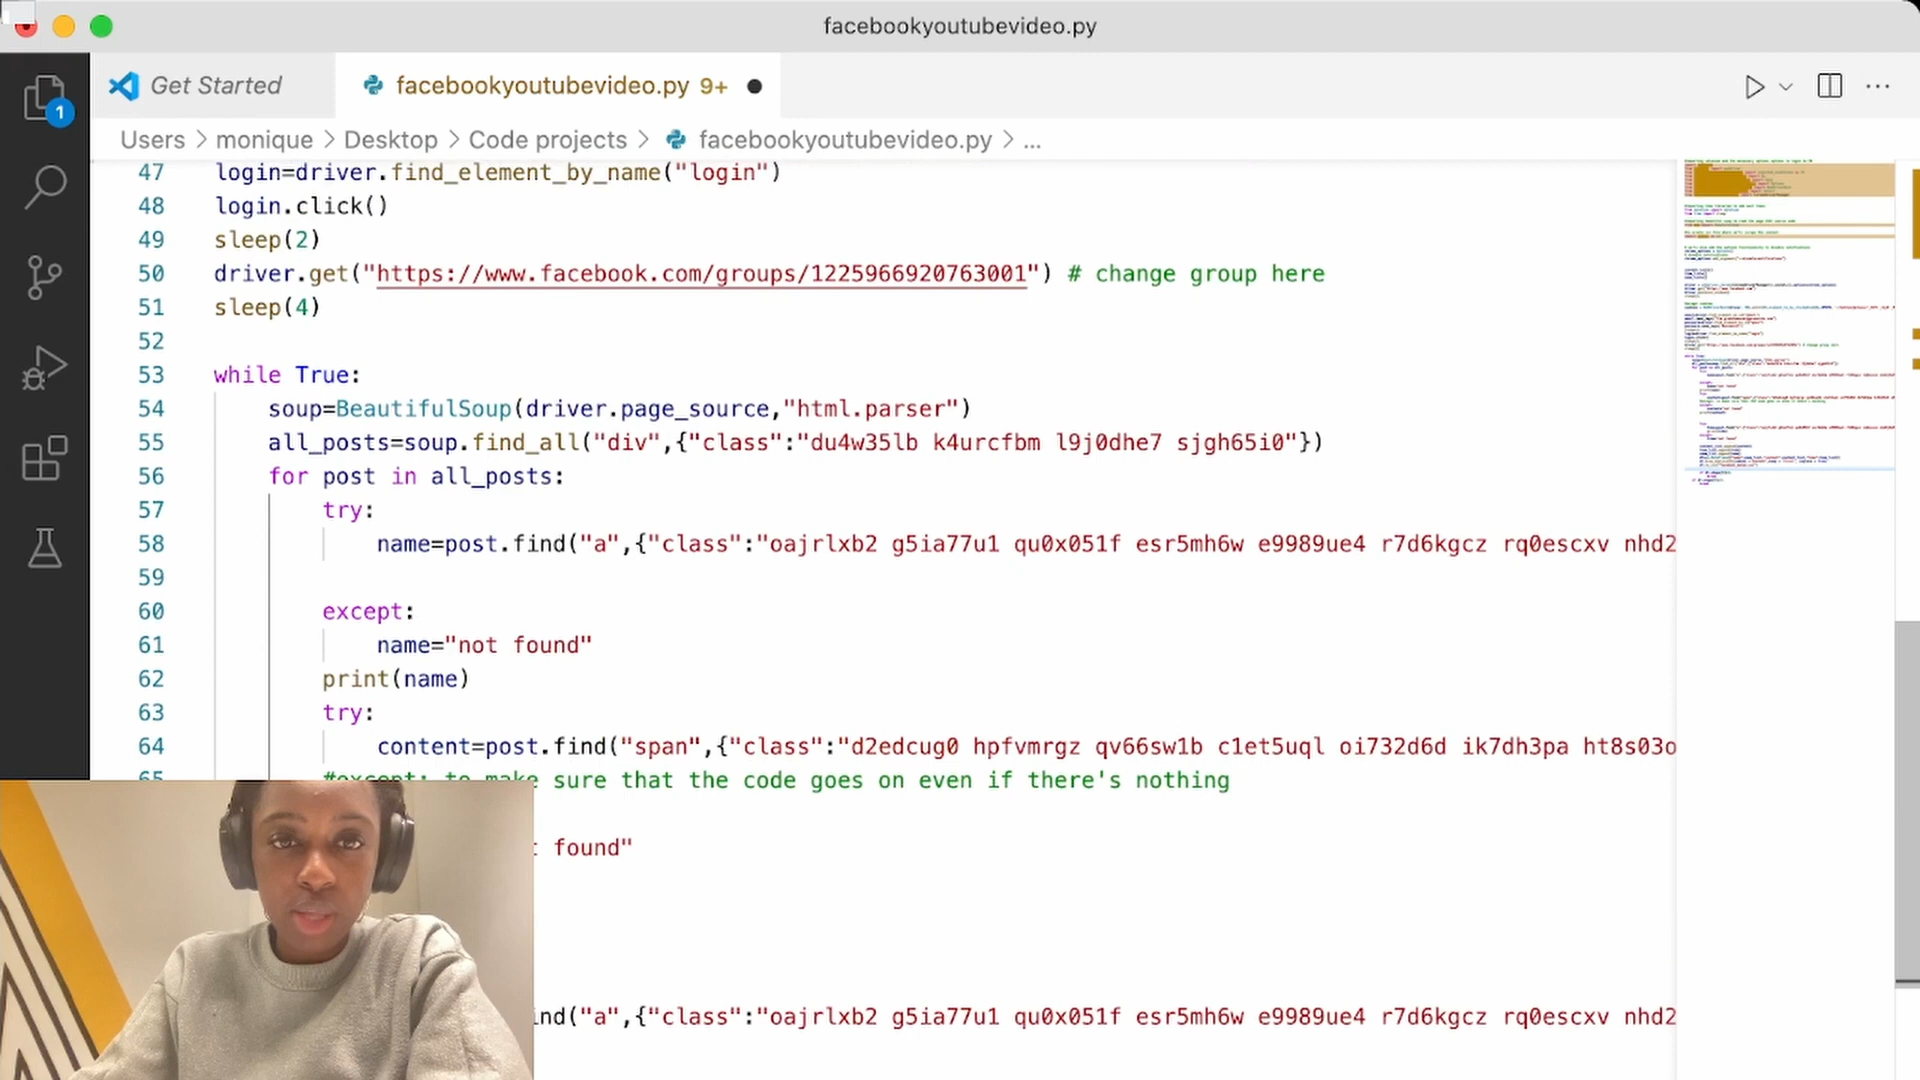 facebookyoutubevideo.py
Get Started
facebookyoutubevideo.py 9+
1
Users > monique > Desktop > Code projects > facebookyoutubevideo.py > ...
47 login=driver.find_element_by_name("login")
48 login.click()
49 sleep(2)
50 driver.get("https://www.facebook.com/groups/1225966920763001") # change group here
51 sleep(4)
52
53 while True:
54 soup=BeautifulSoup(driver.page_source,"html.parser")
55 all_posts=soup.find_all("div",{"class":"du4w35lb k4urcfbm l9j0dhe7 sjgh65i0"})
56 for post in all_posts:
57 try:
58 name=post.find("a",{"class":"oajrlxb2 g5ia77u1 qu0x051f esr5mh6w e9989ue4 r7d6kgcz rq0escxv nhd2
59
60 except:
61 name="not found"
62 print(name)
63 try:
64 content=post.find("span",{"class":"d2edcug0 hpfvmrgz qv66sw1b c1et5uql oi732d6d ik7dh3pa ht8s03o
65 #except: to make sure that the code goes on even if there's nothing
found"
ind("a",{"class":"oajrlxb2 g5ia77u1 qu0x051f esr5mh6w e9989ue4 r7d6kgcz rq0escxv nhd2